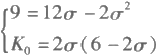 9 = 12σ − 2σ²
K₀ = 2σ(6 − 2σ)